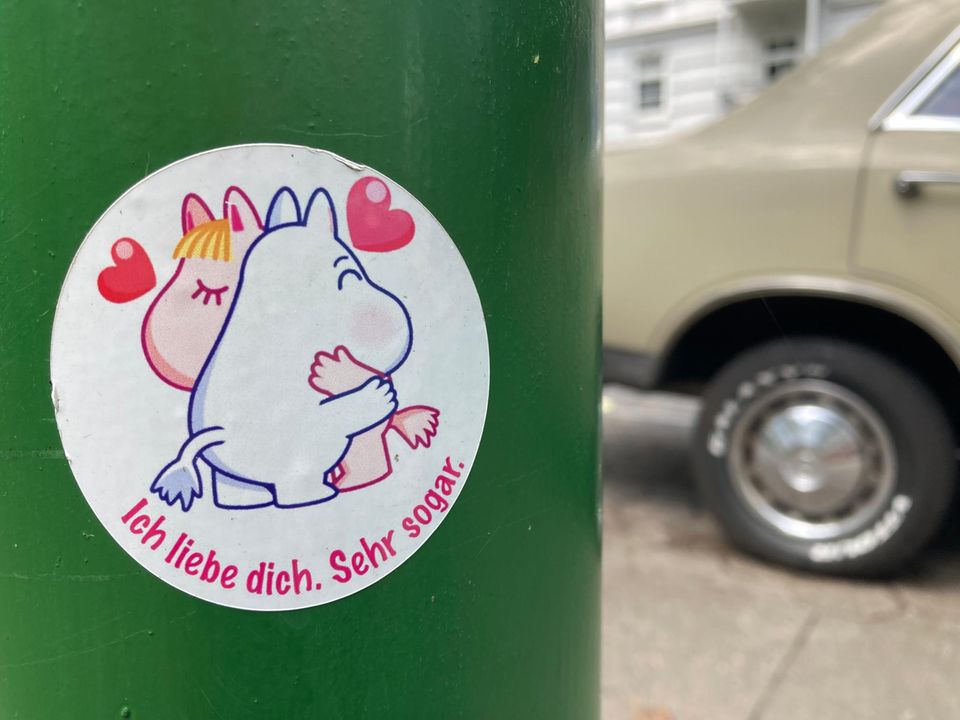 Ich liebe dich. Sehr sogar.